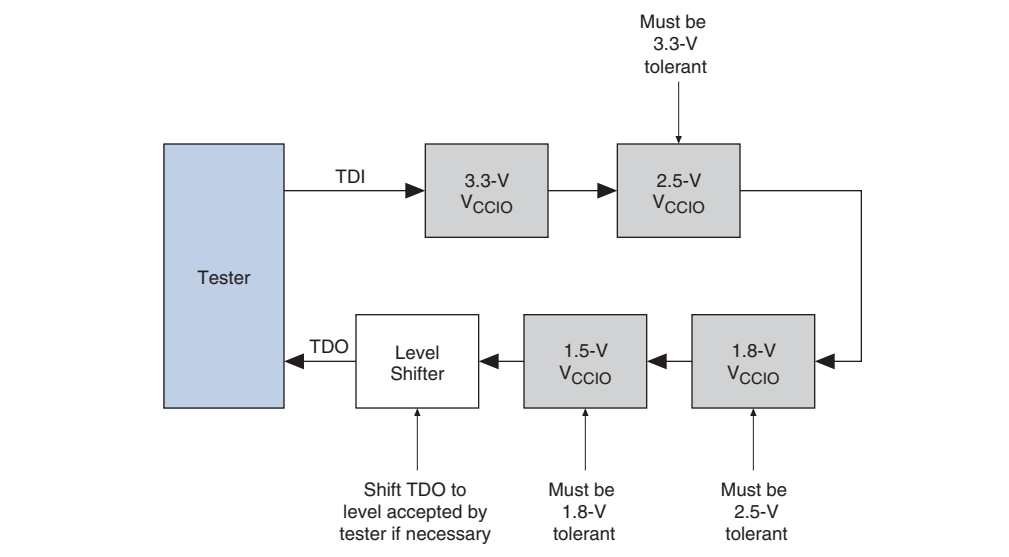 Must be
3.3-V
tolerant
TDI
3.3-V
VCCIO
2.5-V
VCCIO
Tester
TDO
Level
Shifter
1.5-V
VCCIO
1.8-V
VCCIO
Shift TDO to
level accepted by
tester if necessary
Must be
1.8-V
tolerant
Must be
2.5-V
tolerant